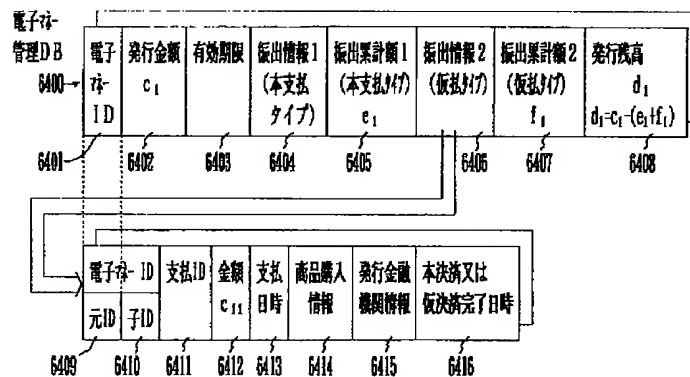 電子マネー
管理DB
6400
電子
マネー
ID
発行金額
c1
有効期限
振出情報1
(本支払
タイプ)
振出累計額1
(本支払タイプ)
e1
振出情報2
(仮払タイプ)
振出累計額2
(仮払タイプ)
f1
発行残高
d1
d1=c1-(e1+f1)
6401
6402
6403
6404
6405
6406
6407
6408
電子マネー ID
元ID
子ID
支払ID
金額
c11
支払
日時
商品購入
情報
発行金融
機関情報
本決済又は
仮決済完了日時
6409
6410
6411
6412
6413
6414
6415
6416